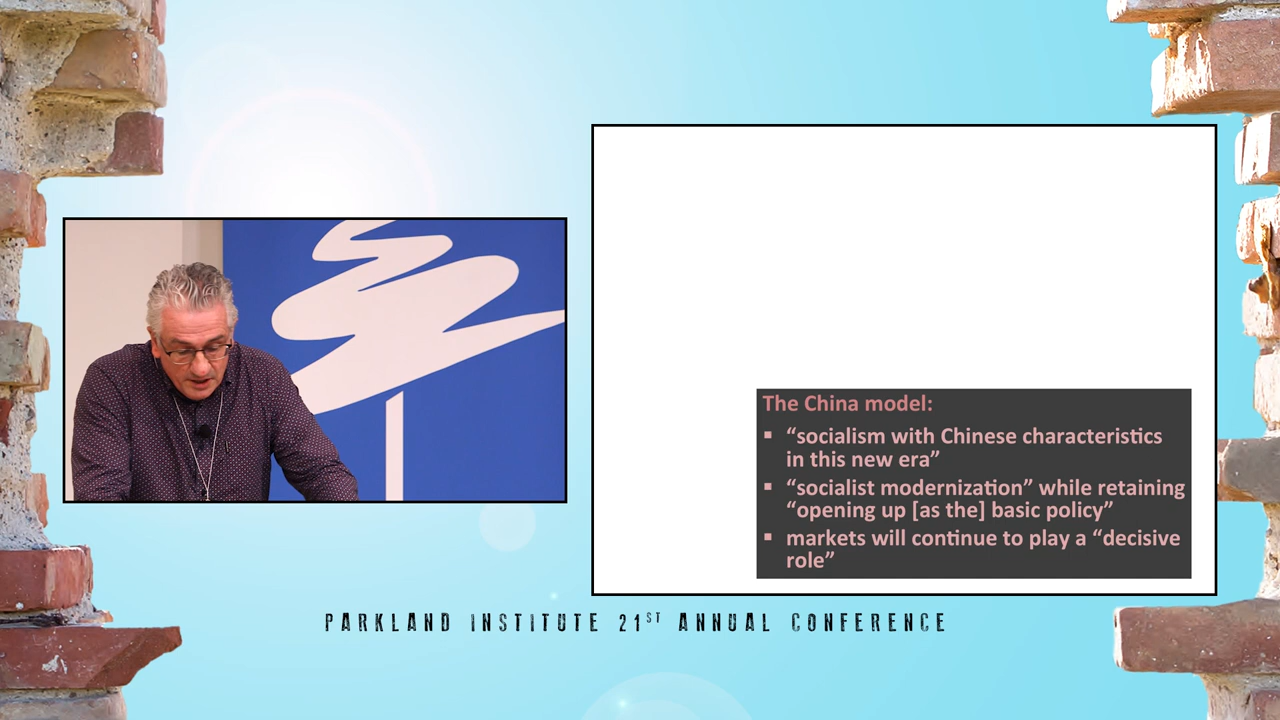 The China model:
▪ “socialism with Chinese characteristics
in this new era”
▪ “socialist modernization” while retaining
“opening up [as the] basic policy”
▪ markets will continue to play a “decisive
role”
PARKLAND INSTITUTE 21ST ANNUAL CONFERENCE